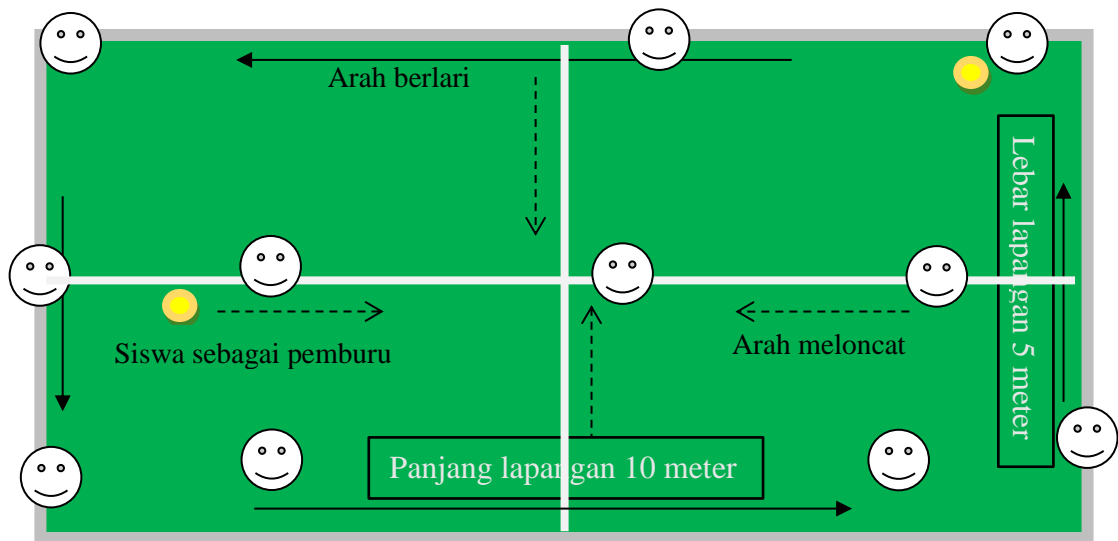 Arah berlari
Lebar lapangan 5 meter
Siswa sebagai pemburu
Arah meloncat
Panjang lapangan 10 meter